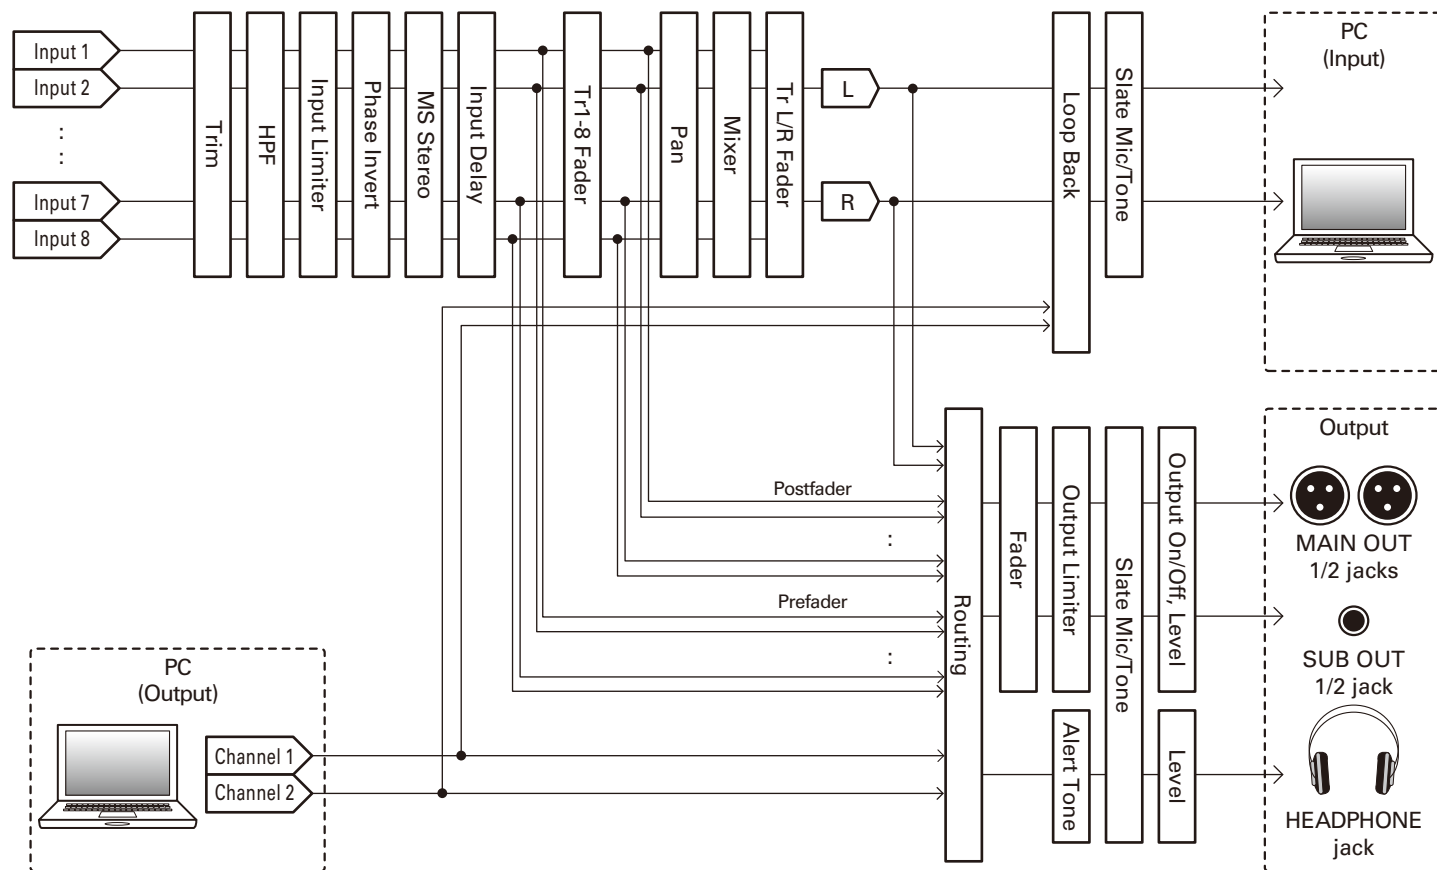 Input 1
Input 2
:
:
Input 7
Input 8
Trim
HPF
Input Limiter
Phase Invert
MS Stereo
Input Delay
Tr1-8 Fader
Pan
Mixer
Tr L/R Fader
L
R
Loop Back
Slate Mic/Tone
PC
(Input)
Postfader
:
Prefader
:
Routing
Fader
Output Limiter
Alert Tone
Slate Mic/Tone
Output On/Off, Level
Level
Output
MAIN OUT
1/2 jacks
SUB OUT
1/2 jack
HEADPHONE
jack
PC
(Output)
Channel 1
Channel 2